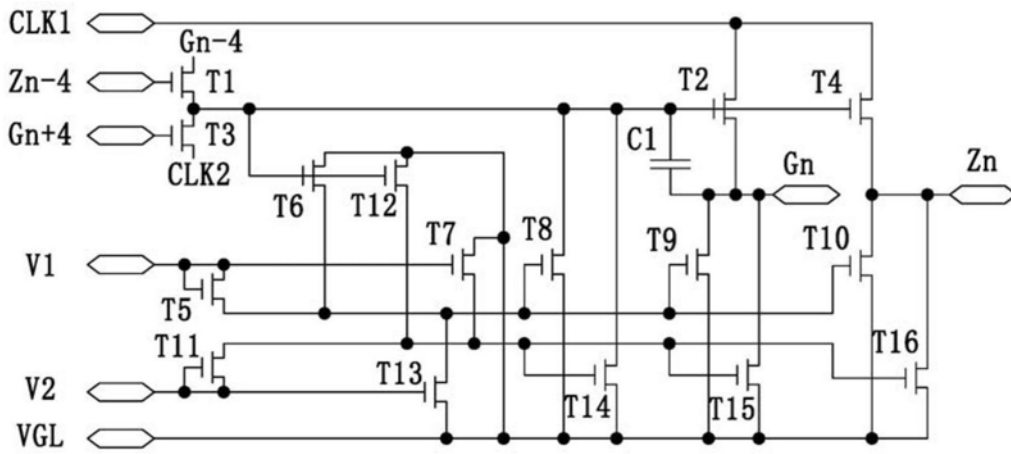 CLK1
Gn-4
Zn-4
T1
T2
T4
Gn+4
T3
C1
CLK2
Gn
Zn
T6
T12
T7
T8
T9
T10
V1
T5
T11
T13
T16
V2
T14
T15
VGL